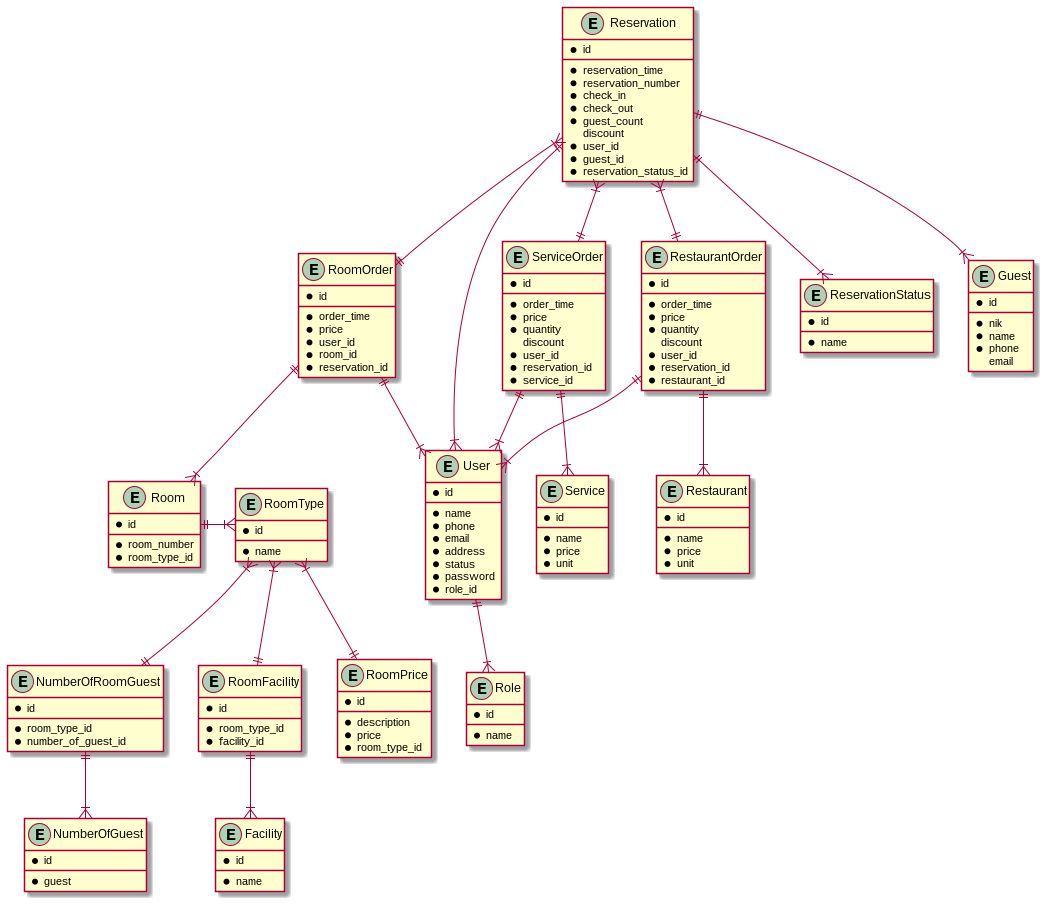 E Reservation
id
reservation_time
reservation_number
check_in
check_out
guest_count
discount
user_id
guest_id
reservation_status_id
E RoomOrder
id
order_time
price
user_id
room_id
reservation_id
E ServiceOrder
id
order_time
price
quantity
discount
user_id
reservation_id
service_id
E RestaurantOrder
id
order_time
price
quantity
discount
user_id
reservation_id
restaurant_id
E ReservationStatus
id
name
E Guest
id
nik
name
phone
email
E Room
id
room_number
room_type_id
E RoomType
id
name
E User
id
name
phone
email
address
status
password
role_id
E Service
id
name
price
unit
E Restaurant
id
name
price
unit
E NumberOfRoomGuest
id
room_type_id
number_of_guest_id
E RoomFacility
id
room_type_id
facility_id
E RoomPrice
id
description
price
room_type_id
E Role
id
name
E NumberOfGuest
id
guest
E Facility
id
name